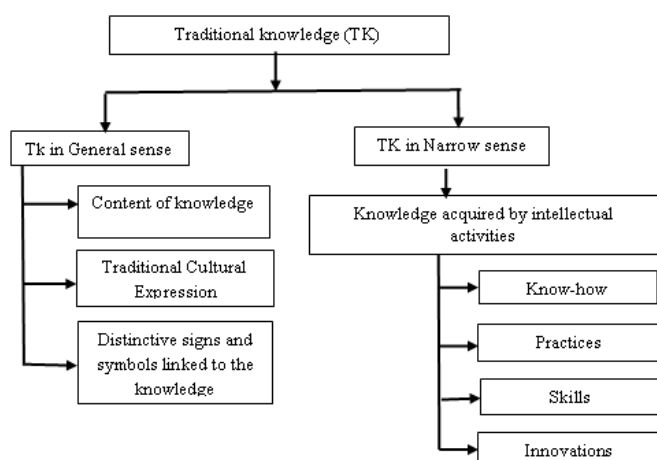 Traditional knowledge (TK)
Tk in General sense
TK in Narrow sense
Content of knowledge
Traditional Cultural
Expression
Distinctive signs and
symbols linked to the
knowledge
Knowledge acquired by intellectual
activities
Know-how
Practices
Skills
Innovations